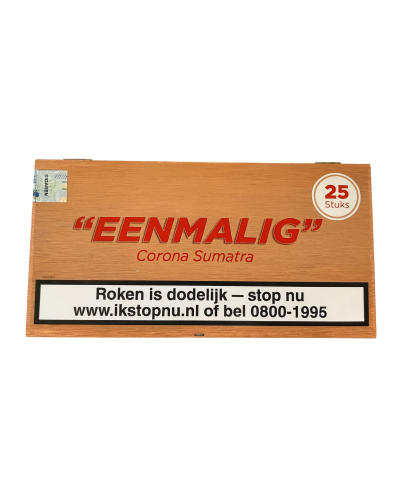 25
Stuks
“EENMALIG”
Corona Sumatra
Roken is dodelijk – stop nu
www.ikstopnu.nl of bel 0800-1995